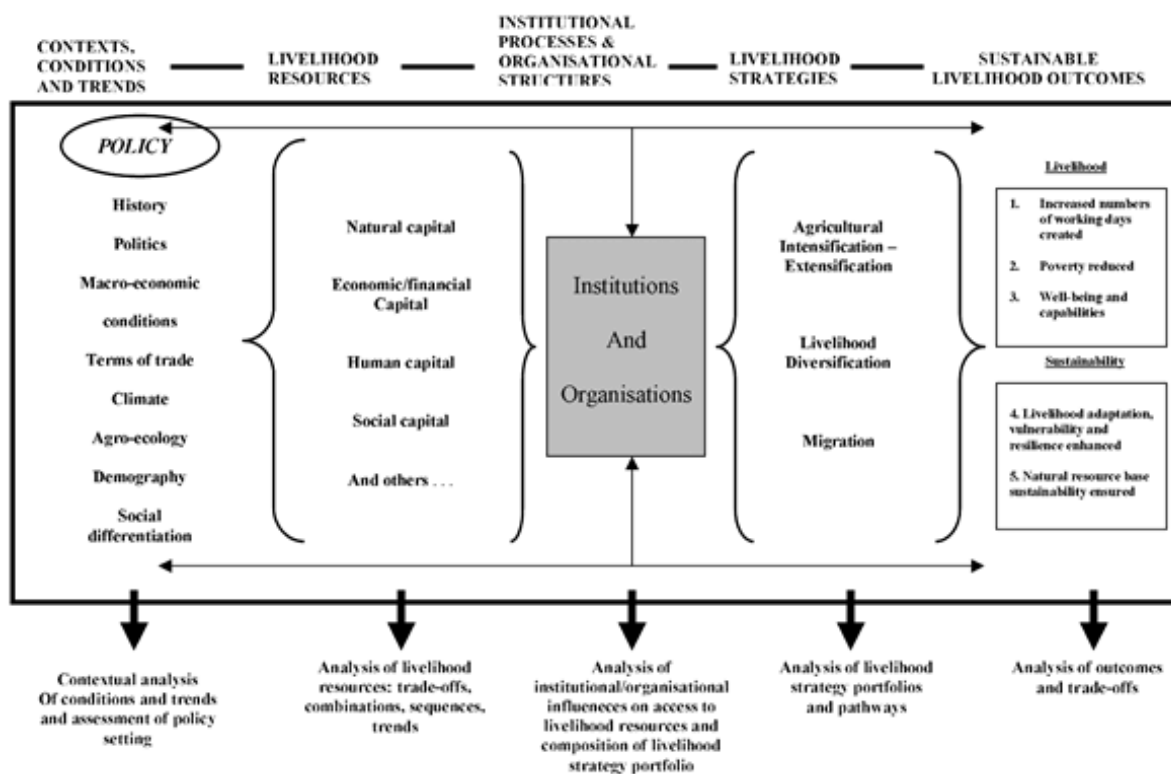 CONTEXTS,
CONDITIONS
AND TRENDS
LIVELIHOOD
RESOURCES
INSTITUTIONAL
PROCESSES &
ORGANISATIONAL
STRUCTURES
LIVELIHOOD
STRATEGIES
SUSTAINABLE
LIVELIHOOD OUTCOMES
POLICY
History
Politics
Macro-economic
conditions
Terms of trade
Climate
Agro-ecology
Demography
Social
differentiation
Natural capital
Economic/financial
Capital
Human capital
Social capital
And others . . .
Institutions
And
Organisations
Agricultural
Intensification –
Extensification
Livelihood
Diversification
Migration
Livelihood
1. Increased numbers
of working days
created
2. Poverty reduced
3. Well-being and
capabilities
Sustainability
4. Livelihood adaptation,
vulnerability and
resilience enhanced
5. Natural resource base
sustainability ensured
Contextual analysis
Of conditions and trends
and assessment of policy
setting
Analysis of livelihood
resources: trade-offs,
combinations, sequences,
trends
Analysis of
institutional/organisational
influeneces on access to
livelihood resources and
composition of livelihood
strategy portfolio
Analysis of livelihood
strategy portfolios
and pathways
Analysis of outcomes
and trade-offs